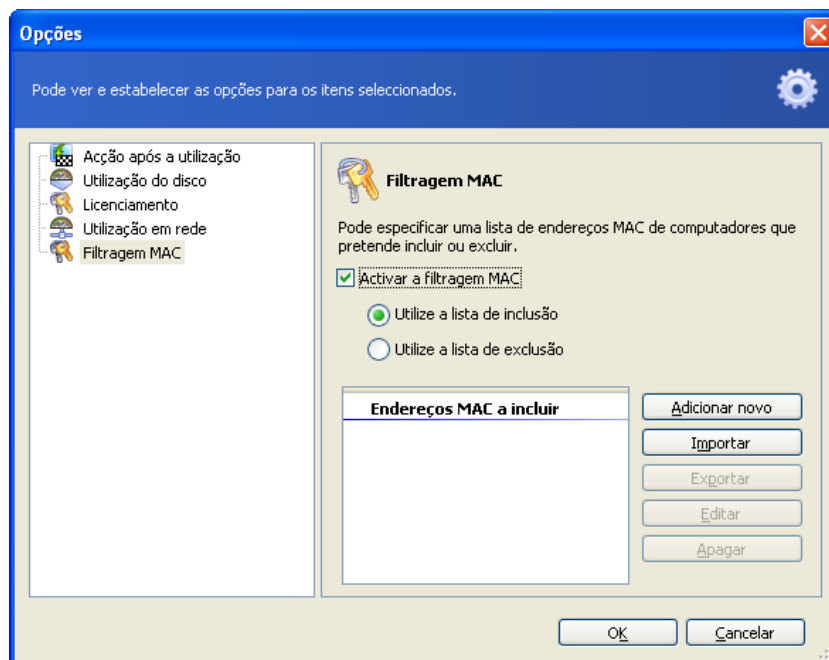 Opções
Pode ver e estabelecer as opções para os itens seleccionados.
Acção após a utilização
Utilização do disco
Licenciamento
Utilização em rede
Filtragem MAC
Filtragem MAC
Pode especificar uma lista de endereços MAC de computadores que
pretende incluir ou excluir.
Activar a filtragem MAC
Utilize a lista de inclusão
Utilize a lista de exclusão
Endereços MAC a incluir
Adicionar novo
Importar
Exportar
Editar
Apagar
OK
Cancelar